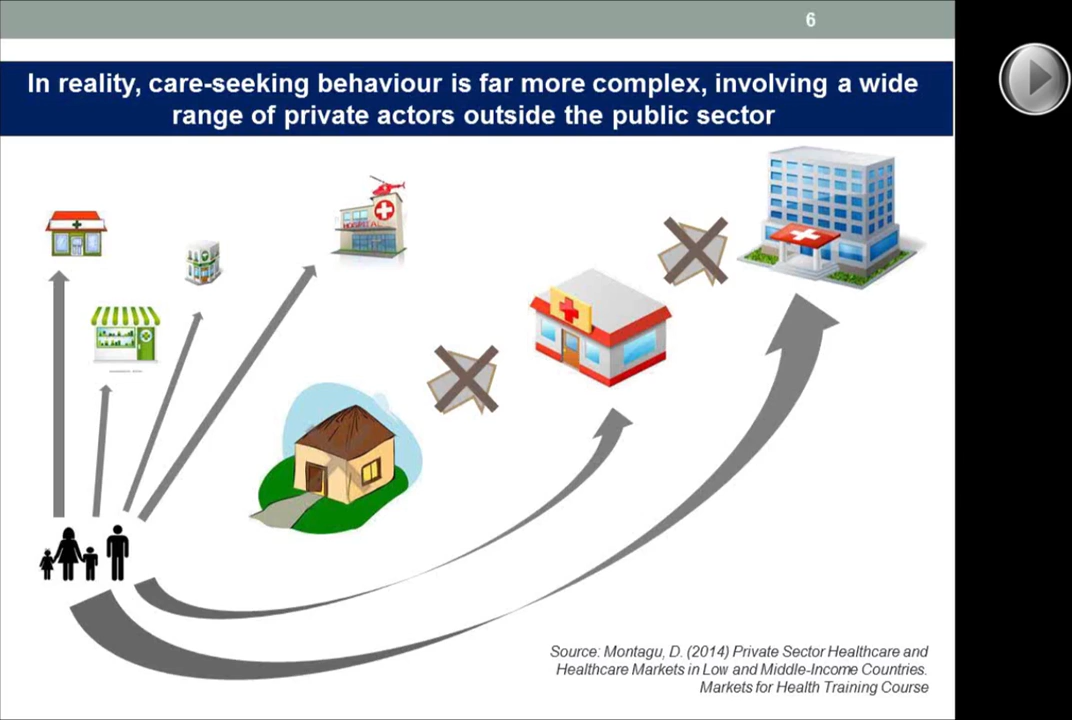 6
In reality, care-seeking behaviour is far more complex, involving a wide
range of private actors outside the public sector
HOSPITAL
Source: Montagu, D. (2014) Private Sector Healthcare and
Healthcare Markets in Low and Middle-Income Countries.
Markets for Health Training Course